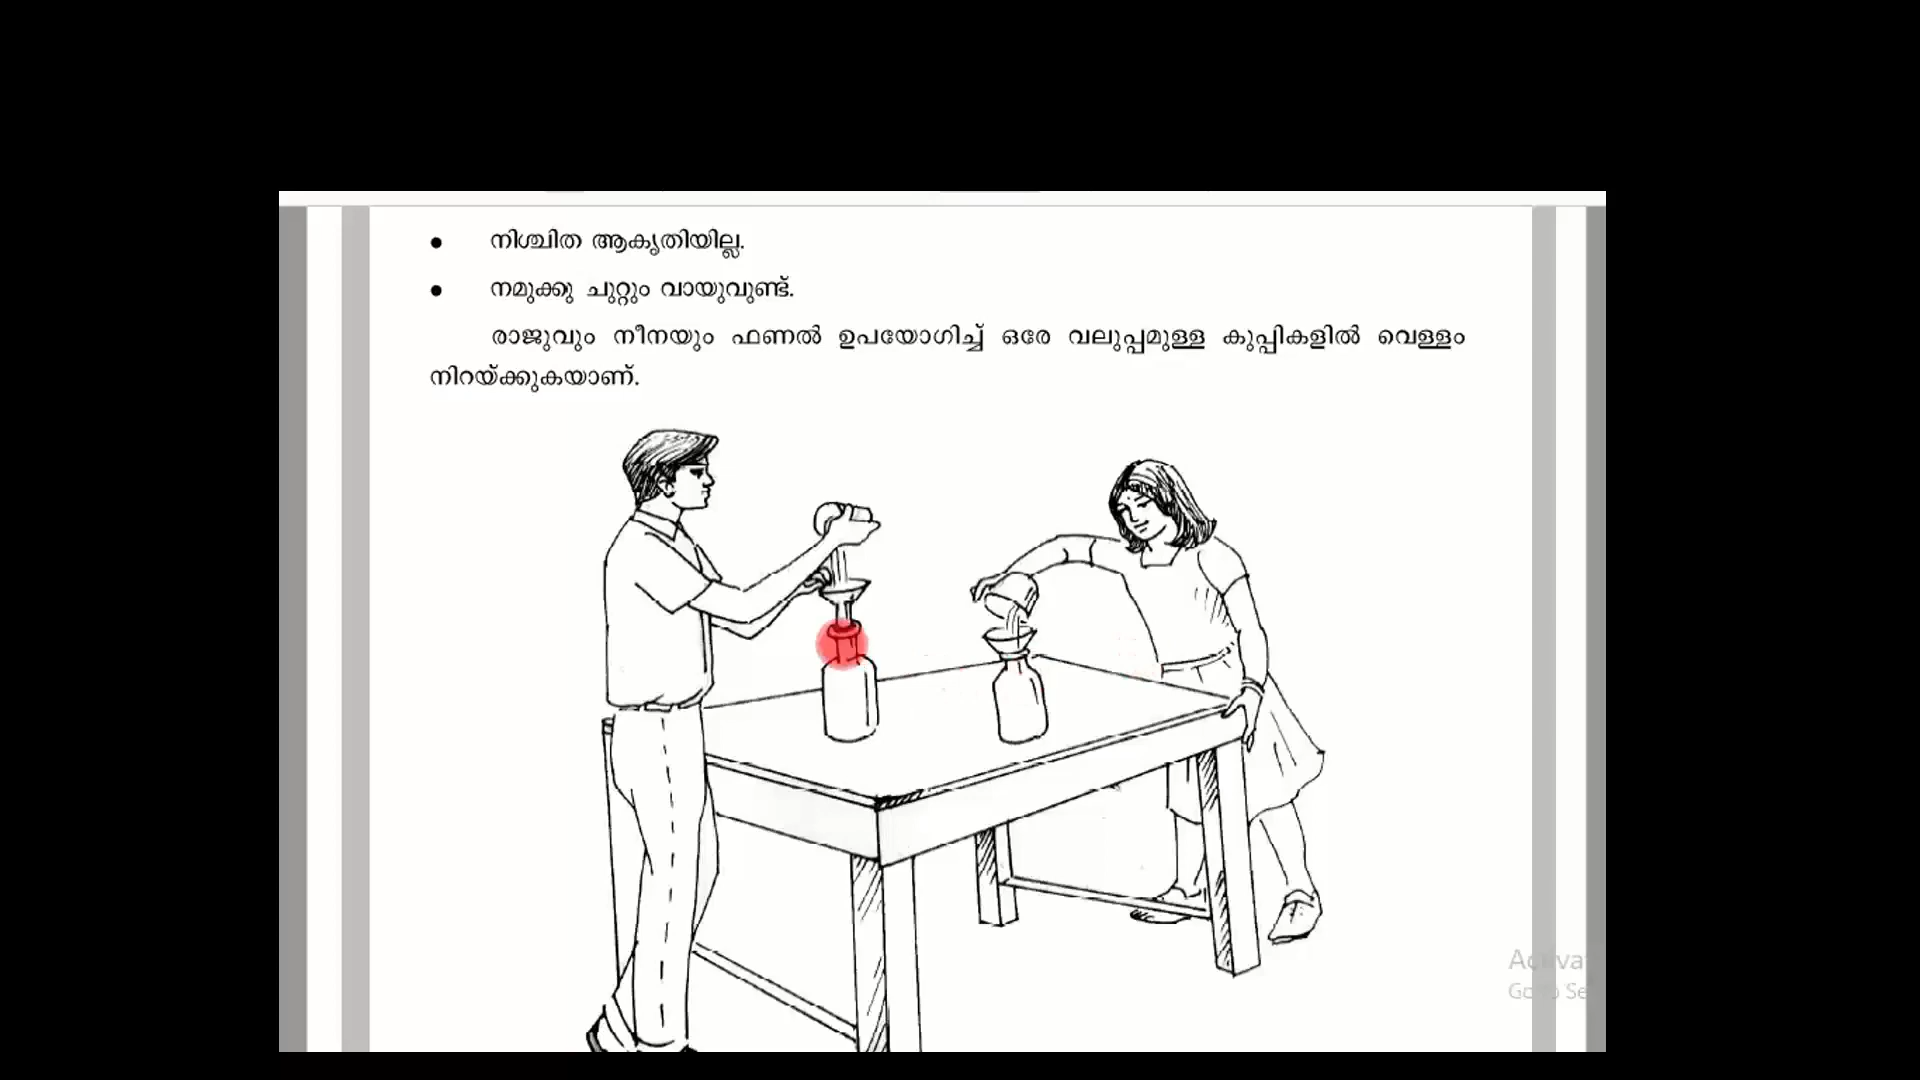 ● നിശ്ചിത ആകൃതിയില്ല.
● നമുക്കു ചുറ്റും വായുവുണ്ട്.
രാജുവും നീനയും ഫണൽ ഉപയോഗിച്ച് ഒരേ വലുപ്പമുള്ള കുപ്പികളിൽ വെള്ളം
നിറയ്ക്കുകയാണ്.